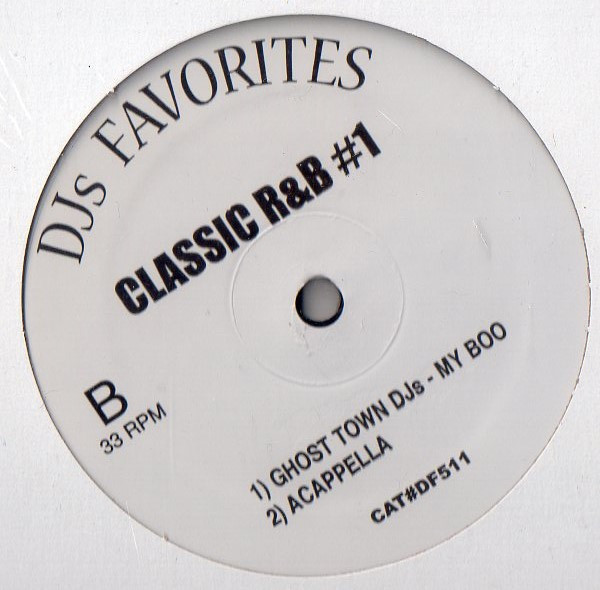 DJs FAVORITES
CLASSIC R&B #1
B
33 RPM
1) GHOST TOWN DJs - MY BOO
2) ACAPPELLA
CAT#DF511